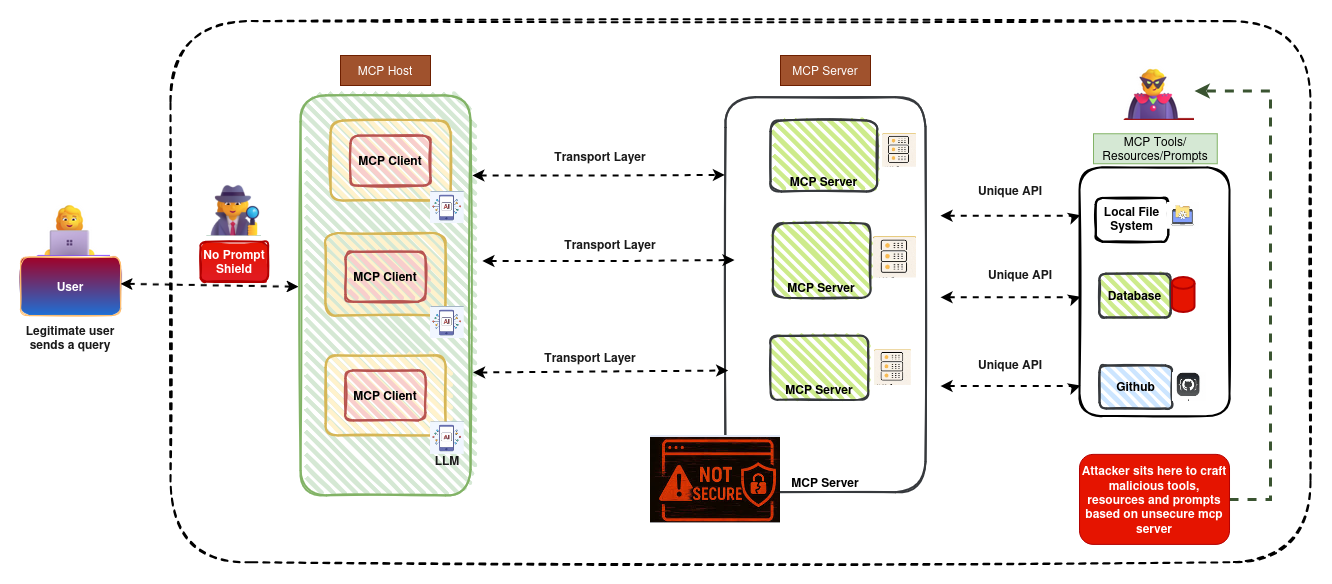 MCP Host
MCP Server
MCP Client
MCP Client
MCP Client
LLM
Transport Layer
Transport Layer
Transport Layer
MCP Server
MCP Server
MCP Server
MCP Server
NOT
SECURE
AI
AI
AI
No Prompt
Shield
User
Legitimate user
sends a query
Unique API
Unique API
Unique API
MCP Tools/
Resources/Prompts
Local File
System
Database
Github
Attacker sits here to craft
malicious tools,
resources and prompts
based on unsecure mcp
server